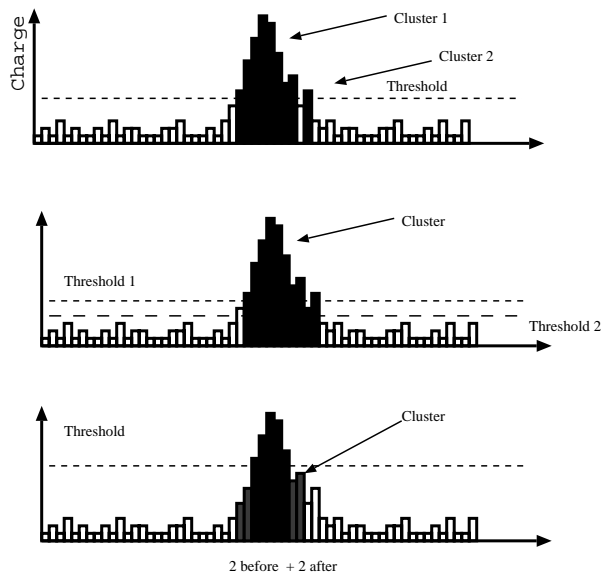 Cluster 1
Charge
Cluster 2
Threshold
Cluster
Threshold 1
Threshold 2
Cluster
Threshold
2 before + 2 after